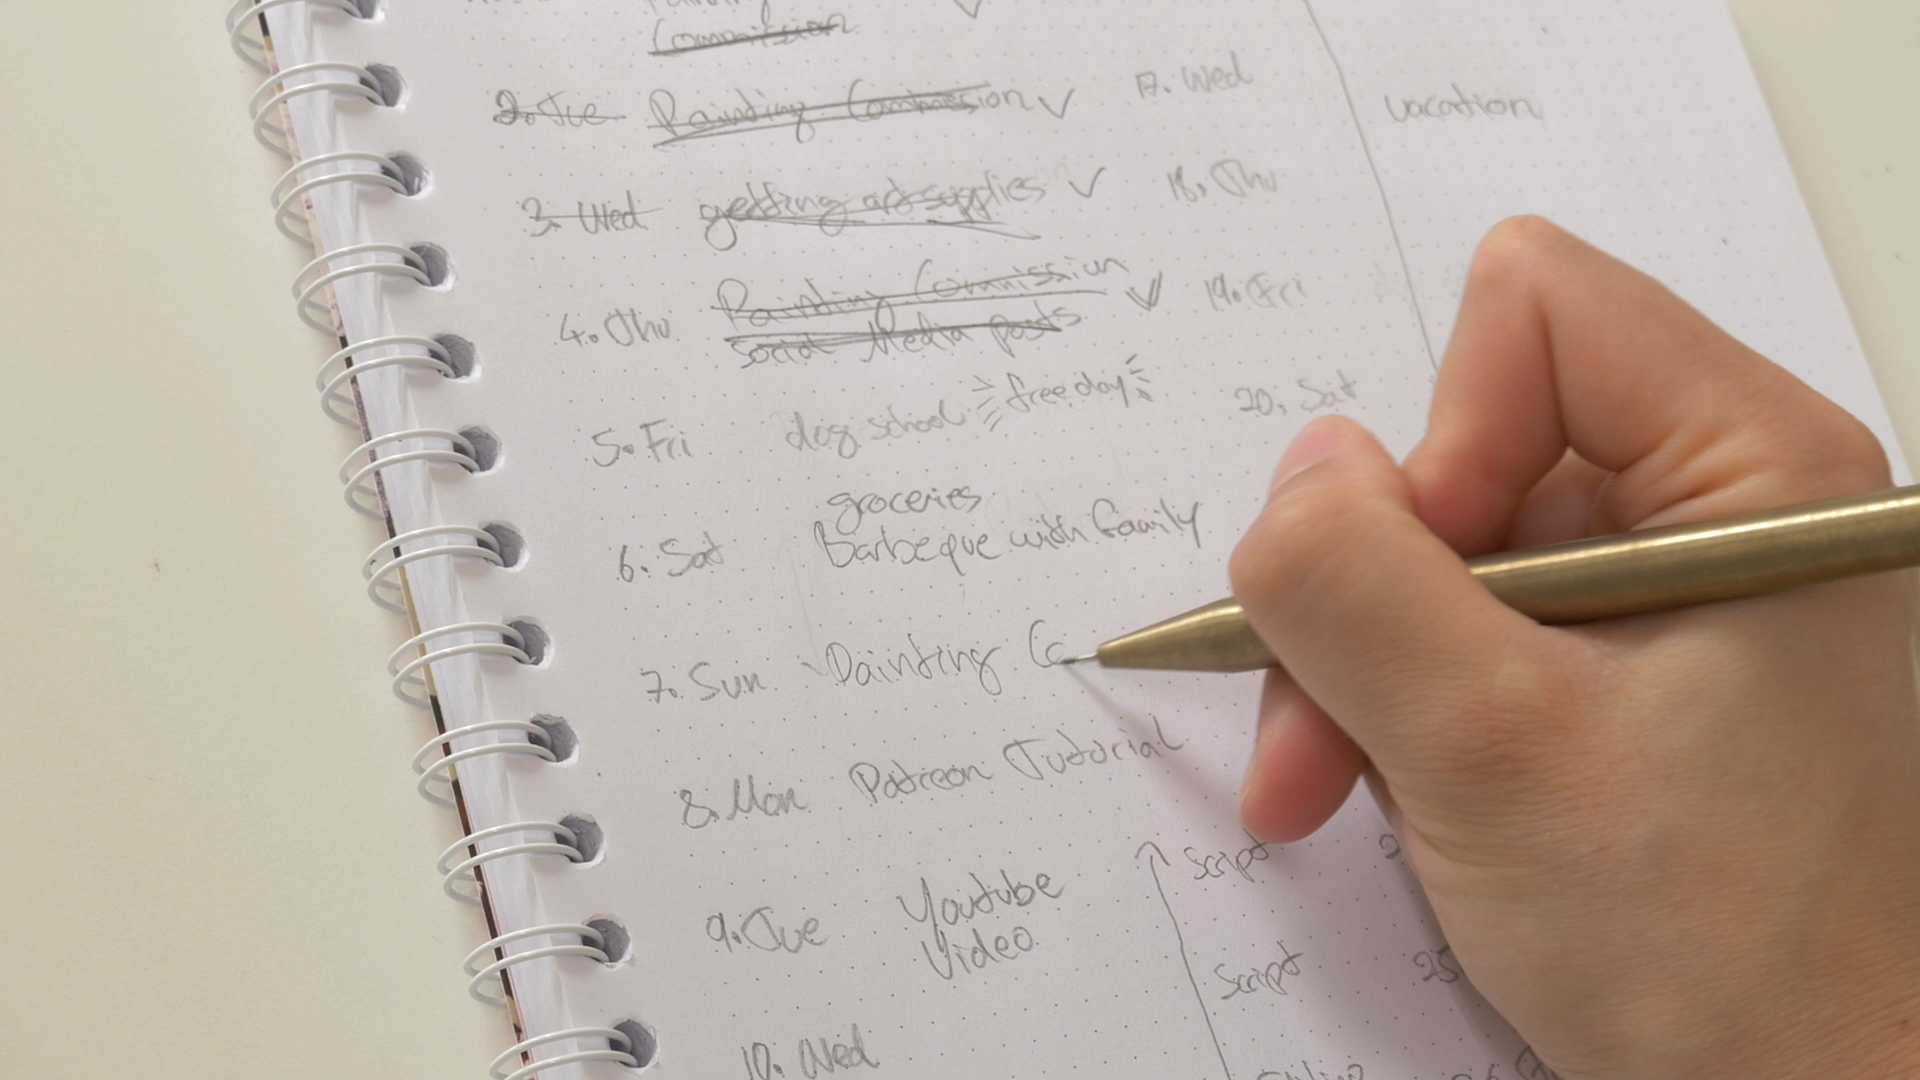 Commission
2. Tue Painting Commission ✓ 17. Wed
vacation
3. Wed getting art supplies ✓ 18. Thu
4. Thu Painting Commission
Social Media posts ✓ 19. Fri
5. Fri dog school free day 20. Sat
groceries
6. Sat Barbeque with family
7. Sun Painting Co
8. Mon Patreon Tutorial
9. Tue Youtube
Video
Script
Script 25
10. Wed